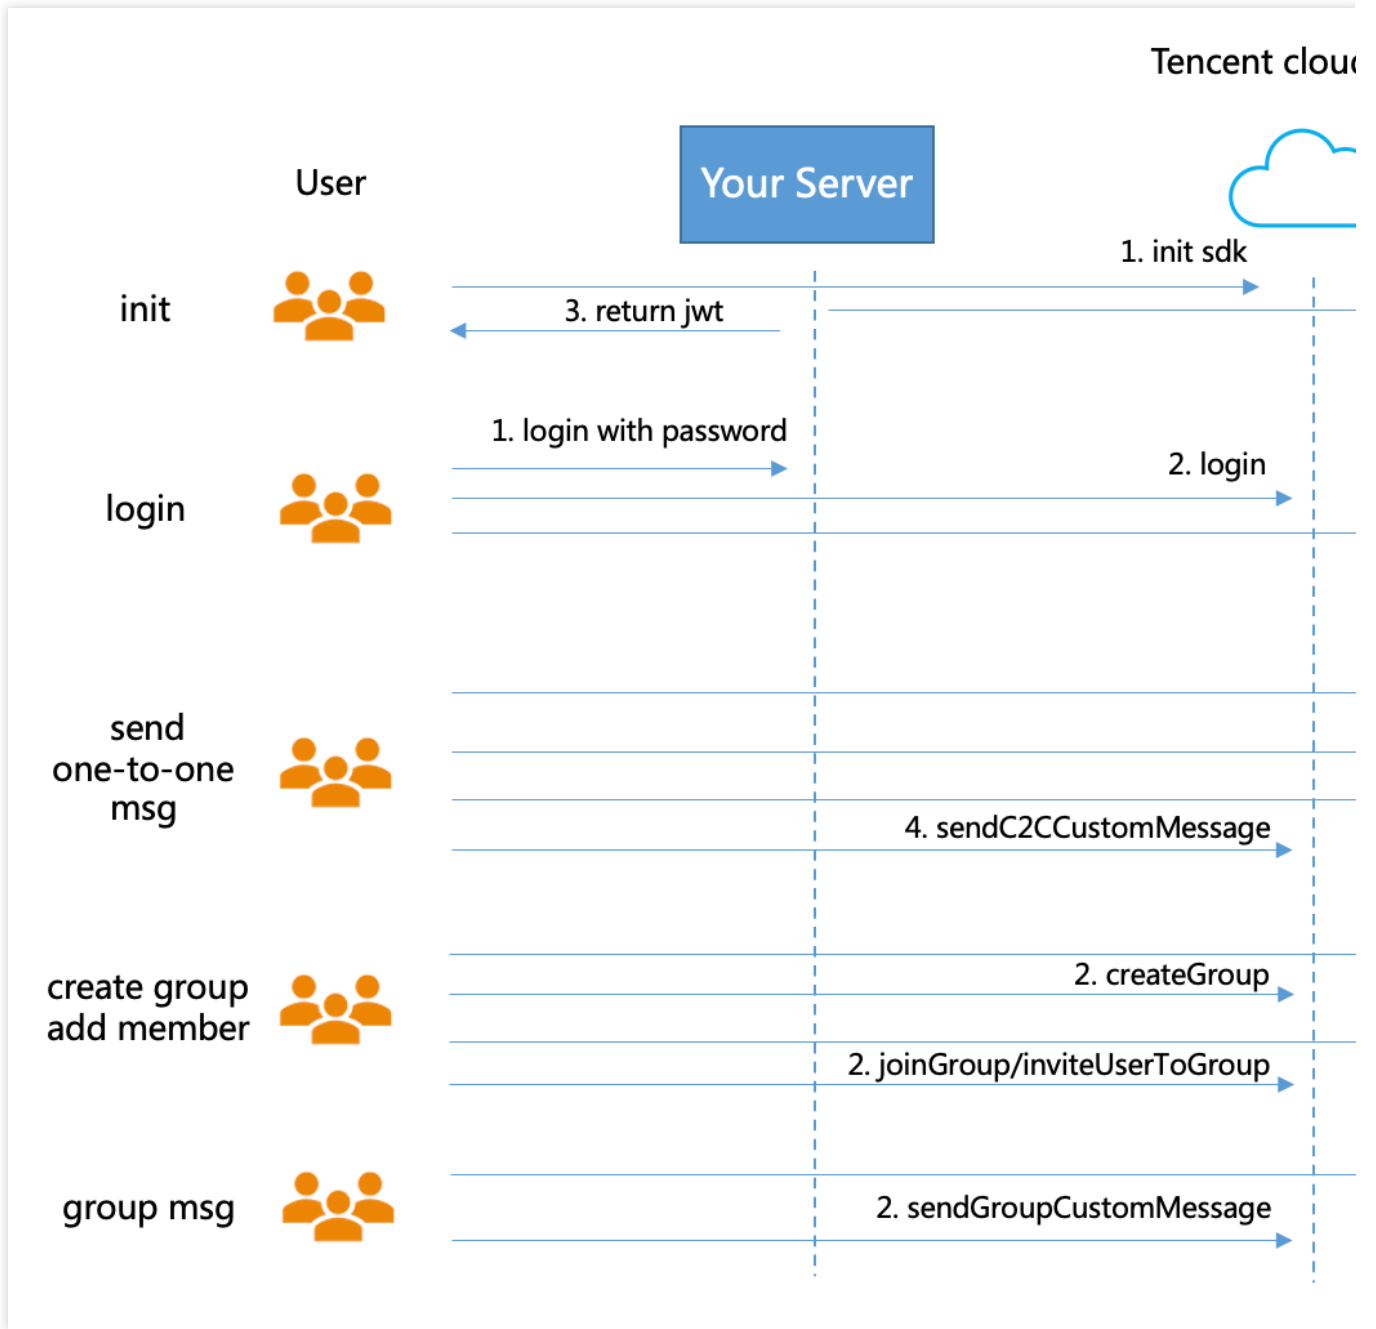 Tencent
User
Your Server
1. init sdk
init
3. return jwt
1. login with password
2. login
login
send
one-to-one
msg
4. sendC2CCustomMessage
create group
add member
2. createGroup
2. joinGroup/inviteUserToGroup
group msg
2. sendGroupCustomMessage